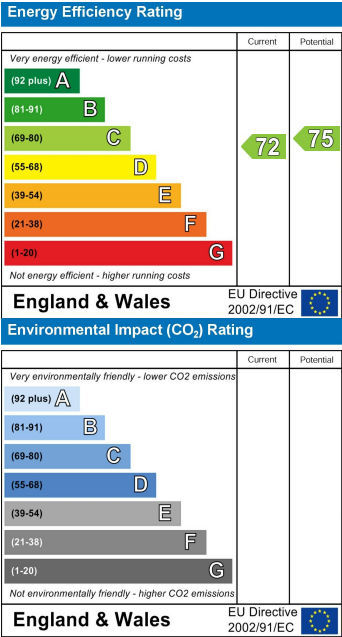 Energy Efficiency Rating
Current Potential
Very energy efficient - lower running costs
(92 plus) A
(81-91) B
(69-80) C
(55-68) D
(39-54) E
(21-38) F
(1-20) G
72 75
Not energy efficient - higher running costs
England & Wales
EU Directive
2002/91/EC
Environmental Impact (CO₂) Rating
Current Potential
Very environmentally friendly - lower CO2 emissions
(92 plus) A
(81-91) B
(69-80) C
(55-68) D
(39-54) E
(21-38) F
(1-20) G
Not environmentally friendly - higher CO2 emissions
England & Wales
EU Directive
2002/91/EC